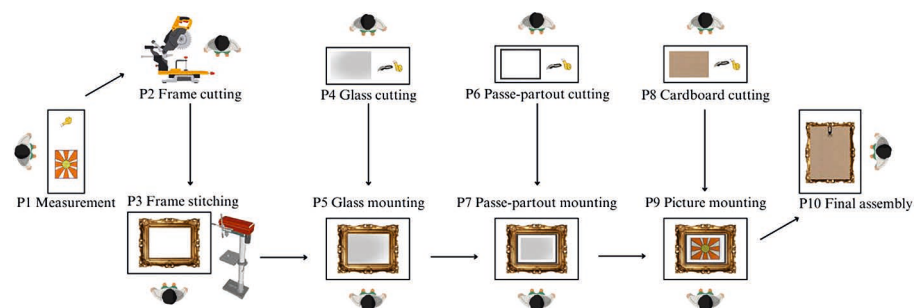 P2 Frame cutting
P4 Glass cutting
P6 Passe-partout cutting
P8 Cardboard cutting
P1 Measurement
P3 Frame stitching
P5 Glass mounting
P7 Passe-partout mounting
P9 Picture mounting
P10 Final assembly